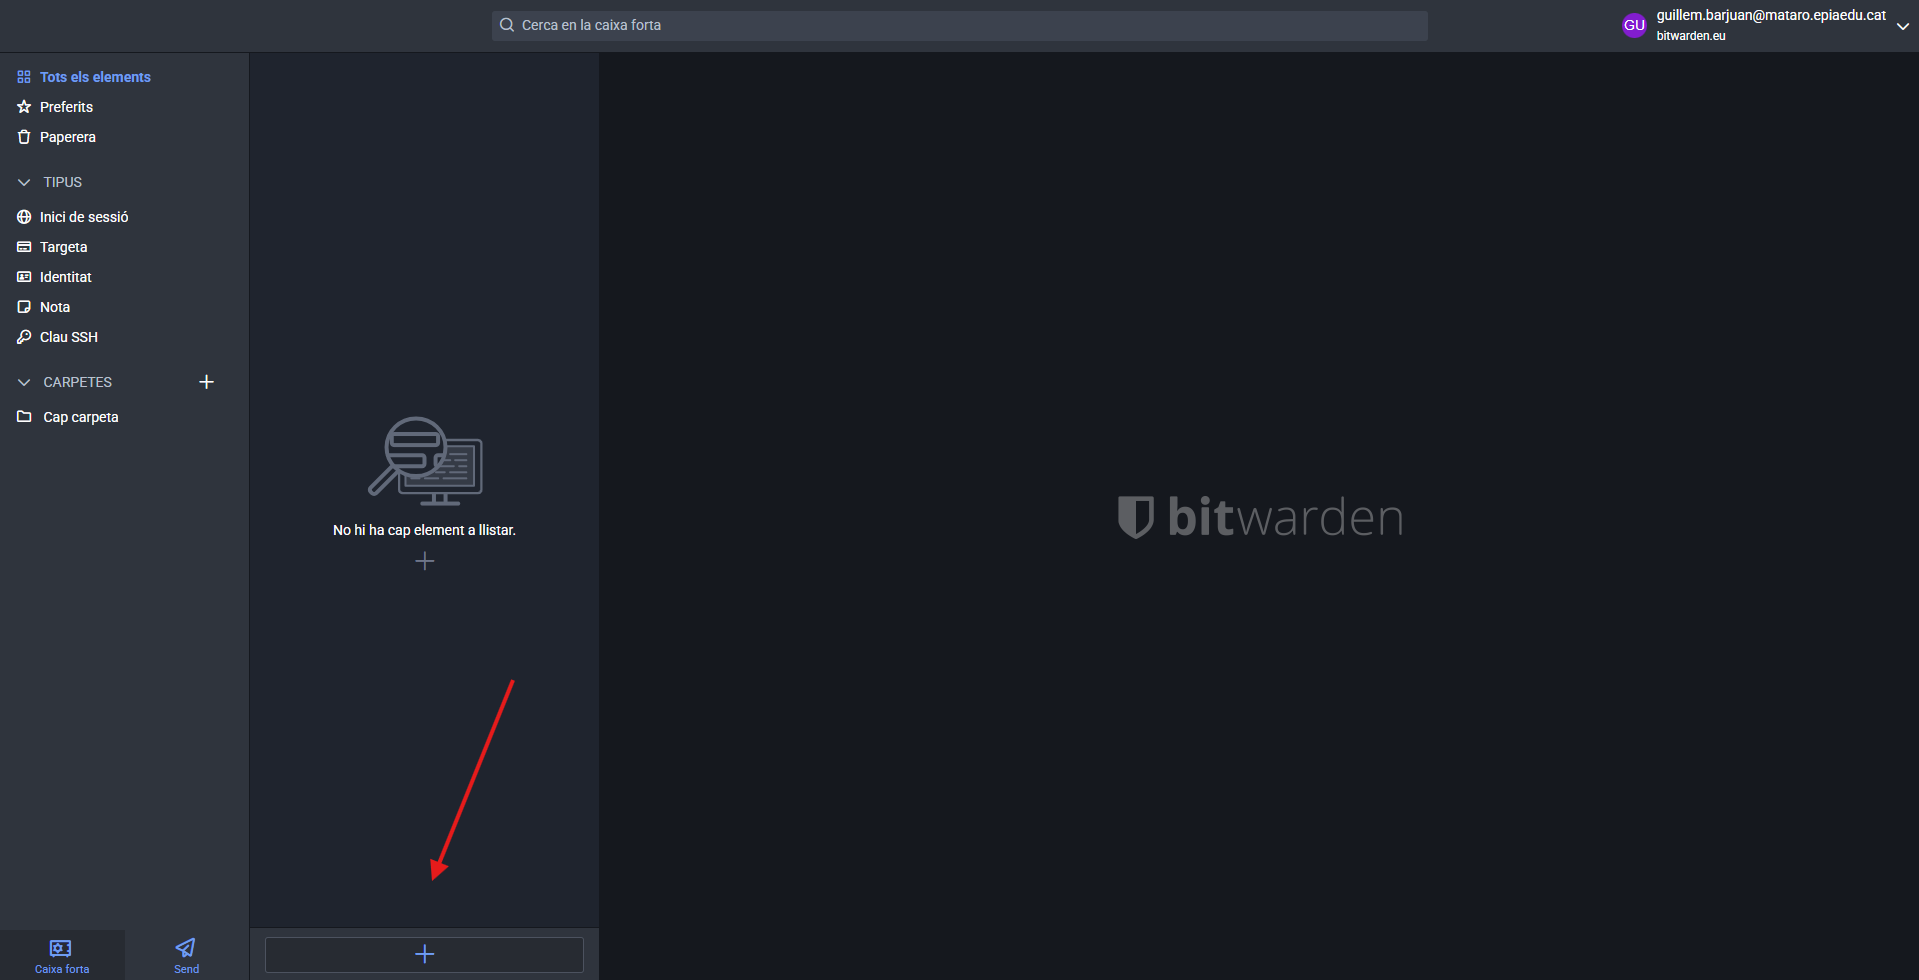 Cerca en la caixa forta
GU
guillem.barjuan@mataro.epiaedu.cat
bitwarden.eu
Tots els elements
Preferits
Paperera
TIPUS
Inici de sessió
Targeta
Identitat
Nota
Clau SSH
CARPETES
Cap carpeta
No hi ha cap element a llistar.
bitwarden
Caixa forta
Send